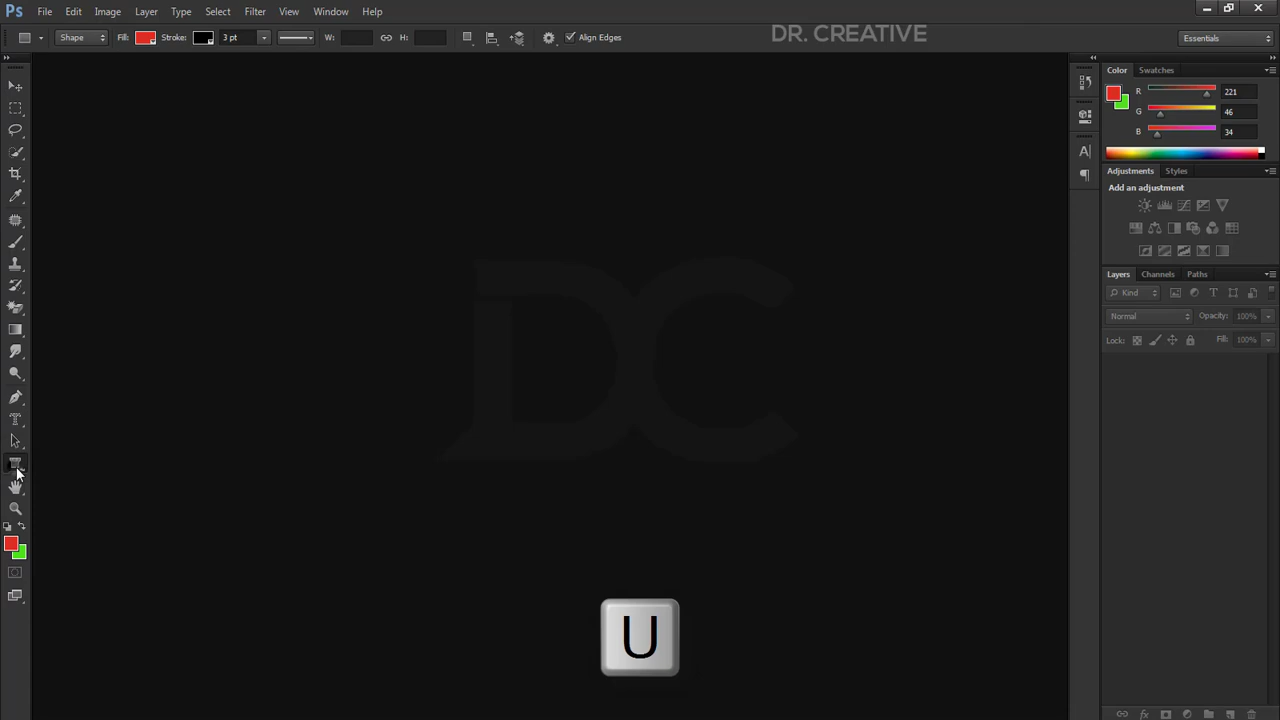 Ps File Edit Image Layer Type Select Filter View Window Help
Shape Fill: Stroke: 3 pt W: H: Align Edges DR. CREATIVE Essentials
Color Swatches
R 221
G 46
B 34
Adjustments Styles
Add an adjustment
Layers Channels Paths
Kind T
Normal Opacity: 100%
Lock: Fill: 100%
A
T
DC
U
fx